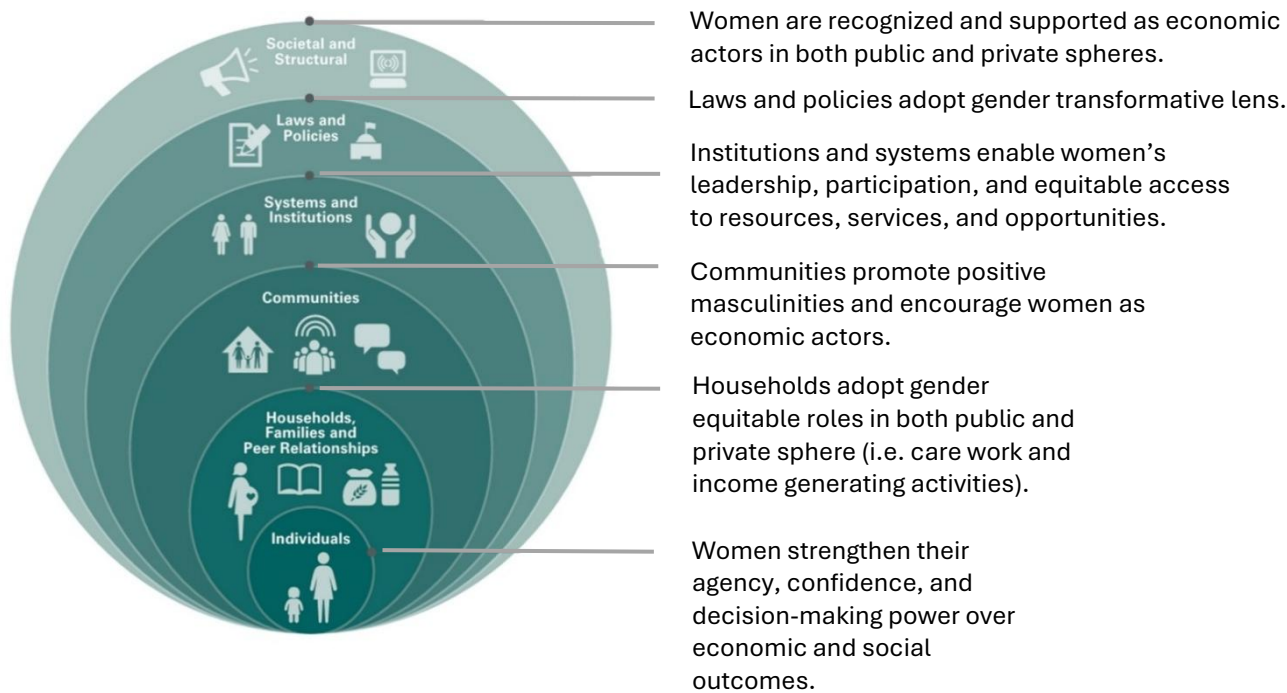 Societal and
Structural
Women are recognized and supported as economic
actors in both public and private spheres.
Laws and
Policies
Laws and policies adopt gender transformative lens.
Systems and
Institutions
Institutions and systems enable women’s
leadership, participation, and equitable access
to resources, services, and opportunities.
Communities
Communities promote positive
masculinities and encourage women as
economic actors.
Households,
Families and
Peer Relationships
Households adopt gender
equitable roles in both public and
private sphere (i.e. care work and
income generating activities).
Individuals
Women strengthen their
agency, confidence, and
decision-making power over
economic and social
outcomes.